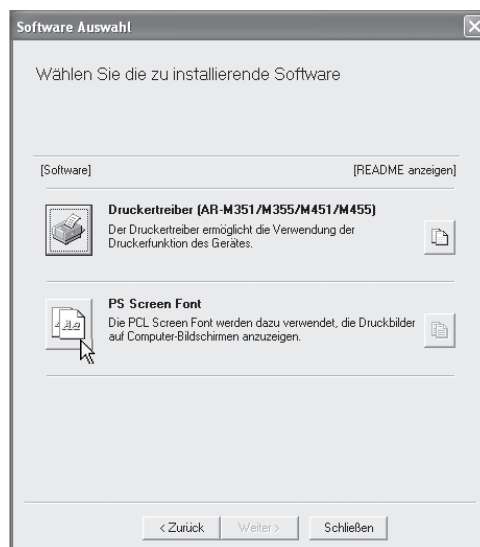 Software Auswahl
Wählen Sie die zu installierende Software
[Software] [README anzeigen]
Druckertreiber (AR-M351/M355/M451/M455)
Der Druckertreiber ermöglicht die Verwendung der
Druckerfunktion des Gerätes.
PS Screen Font
Die PCL Screen Font werden dazu verwendet, die Druckbilder
auf Computer-Bildschirmen anzuzeigen.
< Zurück Weiter > Schließen